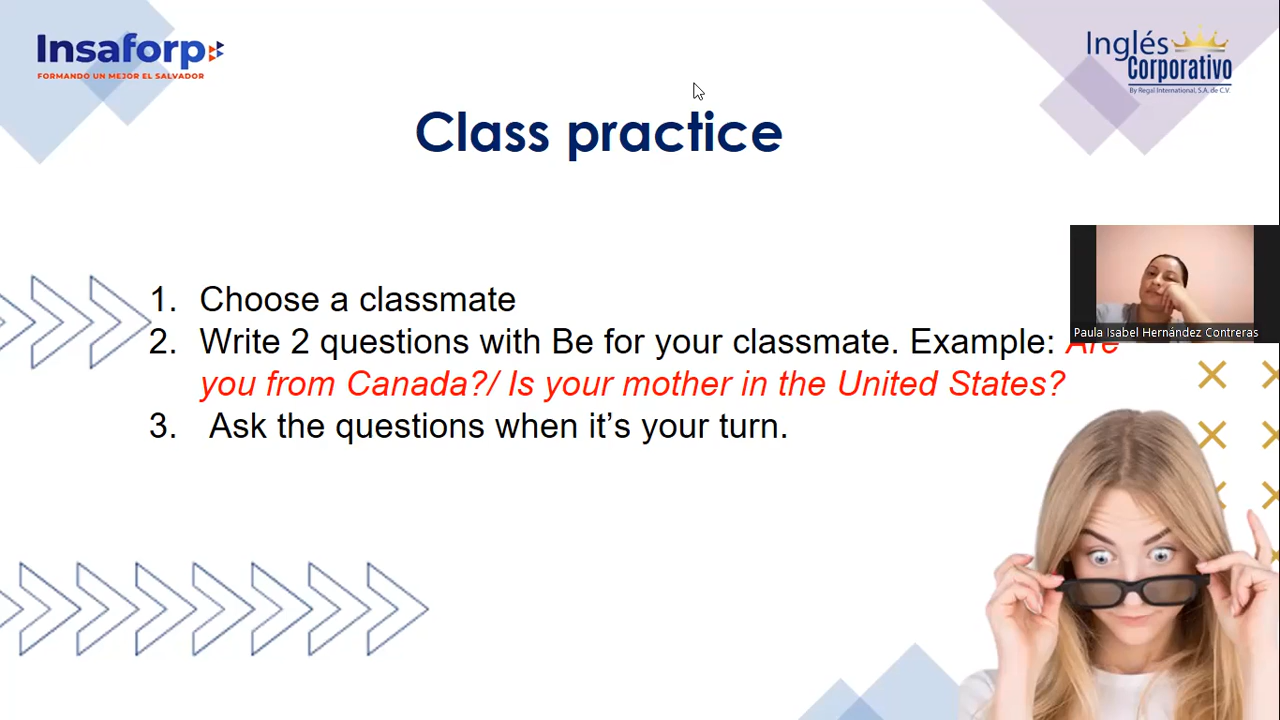 Insaforp
FORMANDO UN MEJOR EL SALVADOR
Inglés
Corporativo
By Regal International, S.A. de C.V.
Class practice
1. Choose a classmate
2. Write 2 questions with Be for your classmate. Example: Are
you from Canada?/ Is your mother in the United States?
3. Ask the questions when it’s your turn.
Paula Isabel Hernández Contreras